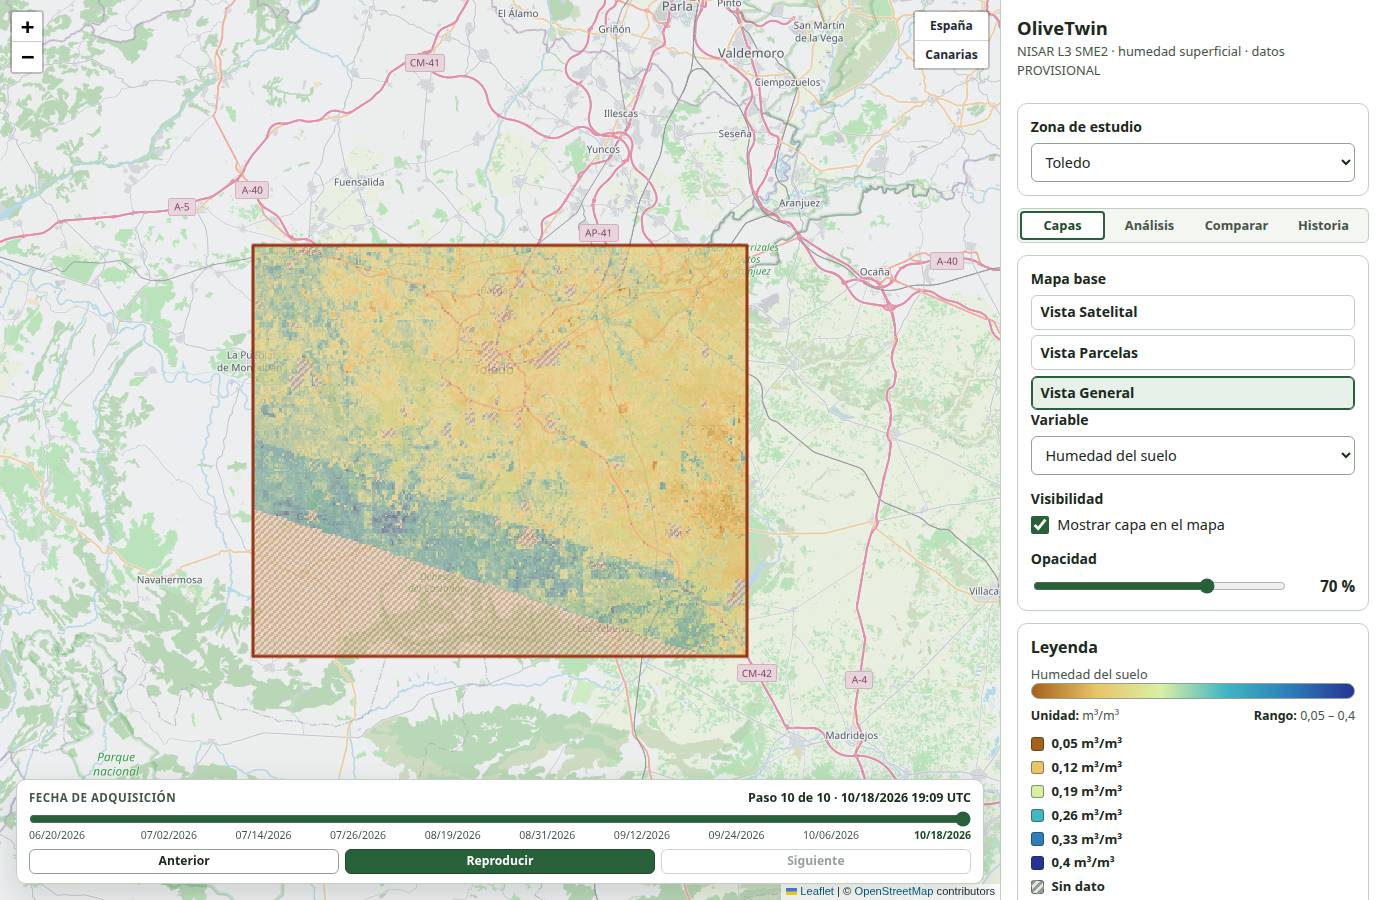 +
−
España
Canarias
El Álamo
Parla
Pinto
Griñón
San Martín
de la Vega
CM-41
Valdemoro
Ciempozuelos
Illescas
Seseña
Yuncos
Fuensalida
A-40
A-5
Aranjuez
AP-41
Ocaña
A-40
La Puebla
de Montalbán
Toledo
Navahermosa
Villaca
CM-42
A-4
Madridejos
Parque
nacional
FECHA DE ADQUISICIÓN
Paso 10 de 10 · 10/18/2026 19:09 UTC
06/20/2026 07/02/2026 07/14/2026 07/26/2026 08/19/2026 08/31/2026 09/12/2026 09/24/2026 10/06/2026 10/18/2026
Anterior
Reproducir
Siguiente
Leaflet | © OpenStreetMap contributors
OliveTwin
NISAR L3 SME2 · humedad superficial · datos
PROVISIONAL
Zona de estudio
Toledo
Capas Análisis Comparar Historia
Mapa base
Vista Satelital
Vista Parcelas
Vista General
Variable
Humedad del suelo
Visibilidad
Mostrar capa en el mapa
Opacidad
70 %
Leyenda
Humedad del suelo
Unidad: m³/m³ Rango: 0,05 – 0,4
0,05 m³/m³
0,12 m³/m³
0,19 m³/m³
0,26 m³/m³
0,33 m³/m³
0,4 m³/m³
Sin dato